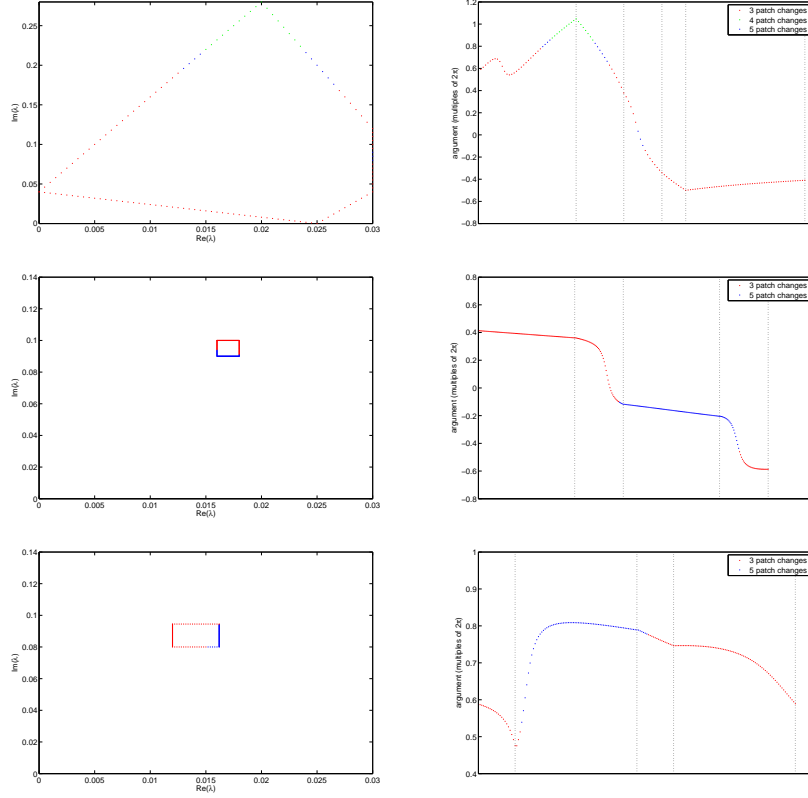 0.25
0.2
0.15
0.1
0.05
0
Im(λ)
0 0.005 0.01 0.015 0.02 0.025 0.03
Re(λ)
1.2
1
0.8
0.6
0.4
0.2
0
−0.2
−0.4
−0.6
−0.8
argument (multiples of 2π)
3 patch changes
4 patch changes
5 patch changes
0.14
0.12
0.1
0.08
0.06
0.04
0.02
0
Im(λ)
0 0.005 0.01 0.015 0.02 0.025 0.03
Re(λ)
0.8
0.6
0.4
0.2
0
−0.2
−0.4
−0.6
−0.8
argument (multiples of 2π)
3 patch changes
5 patch changes
0.14
0.12
0.1
0.08
0.06
0.04
0.02
0
Im(λ)
0 0.005 0.01 0.015 0.02 0.025 0.03
Re(λ)
1
0.9
0.8
0.7
0.6
0.5
0.4
argument (multiples of 2π)
3 patch changes
5 patch changes